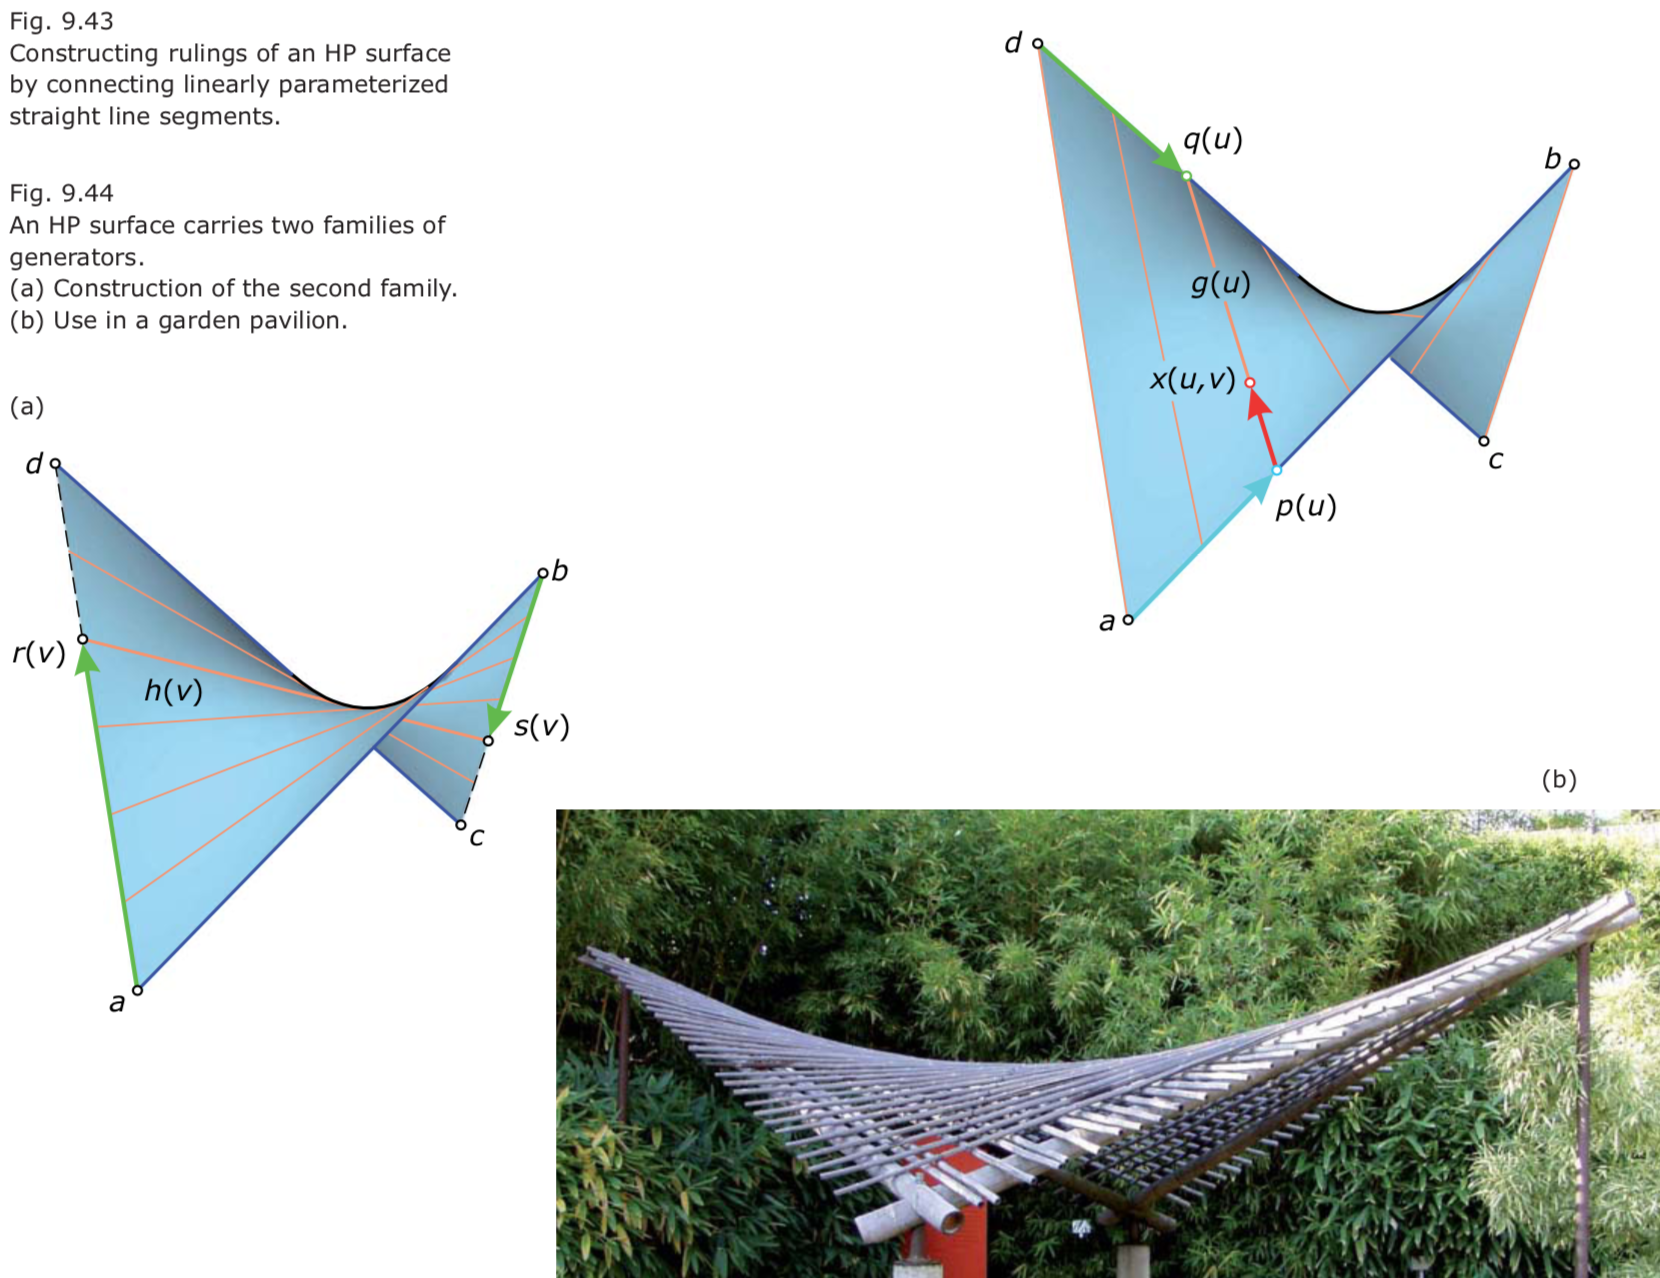 Fig. 9.43
Constructing rulings of an HP surface
by connecting linearly parameterized
straight line segments.
Fig. 9.44
An HP surface carries two families of
generators.
(a) Construction of the second family.
(b) Use in a garden pavilion.
d
q(u)
b
g(u)
x(u,v)
c
p(u)
a
(a)
d
b
r(v)
h(v)
s(v)
c
a
(b)